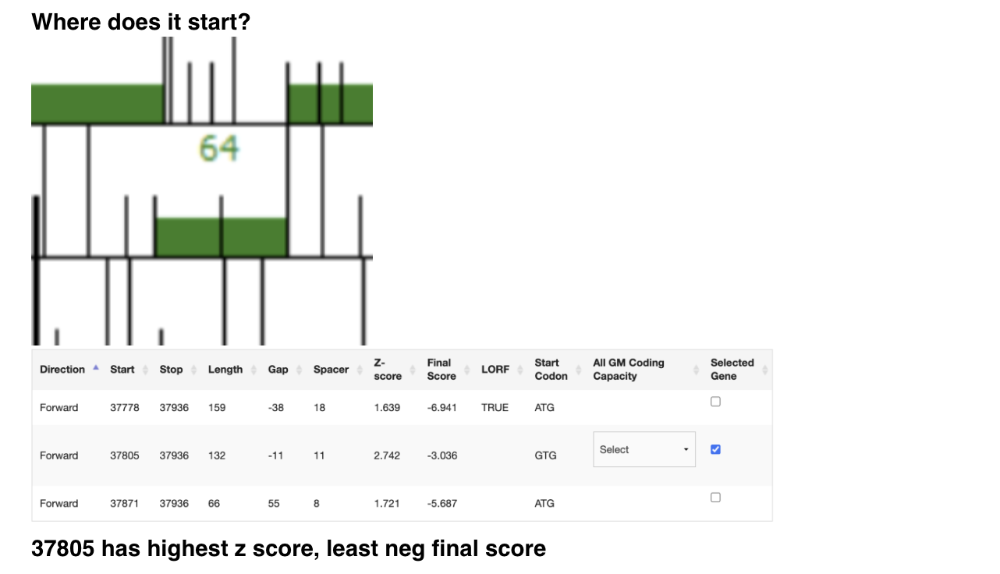 Where does it start?
64
Direction Start Stop Length Gap Spacer Z-score Final Score LORF Start Codon All GM Coding Capacity Selected Gene
Forward 37778 37936 159 -38 18 1.639 -6.941 TRUE ATG
Forward 37805 37936 132 -11 11 2.742 -3.036 GTG Select
Forward 37871 37936 66 55 8 1.721 -5.687 ATG
37805 has highest z score, least neg final score